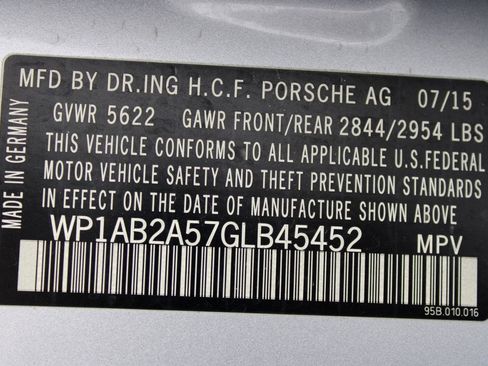 MFD BY DR.ING H.C.F. PORSCHE AG 07/15
GVWR 5622 GAWR FRONT/REAR 2844/2954 LBS
THIS VEHICLE CONFORMS TO ALL APPLICABLE U.S.FEDERAL
MOTOR VEHICLE SAFETY AND THEFT PREVENTION STANDARDS
IN EFFECT ON THE DATE OF MANUFACTURE SHOWN ABOVE
MADE IN GERMANY
WP1AB2A57GLB45452 MPV
95B.010.016